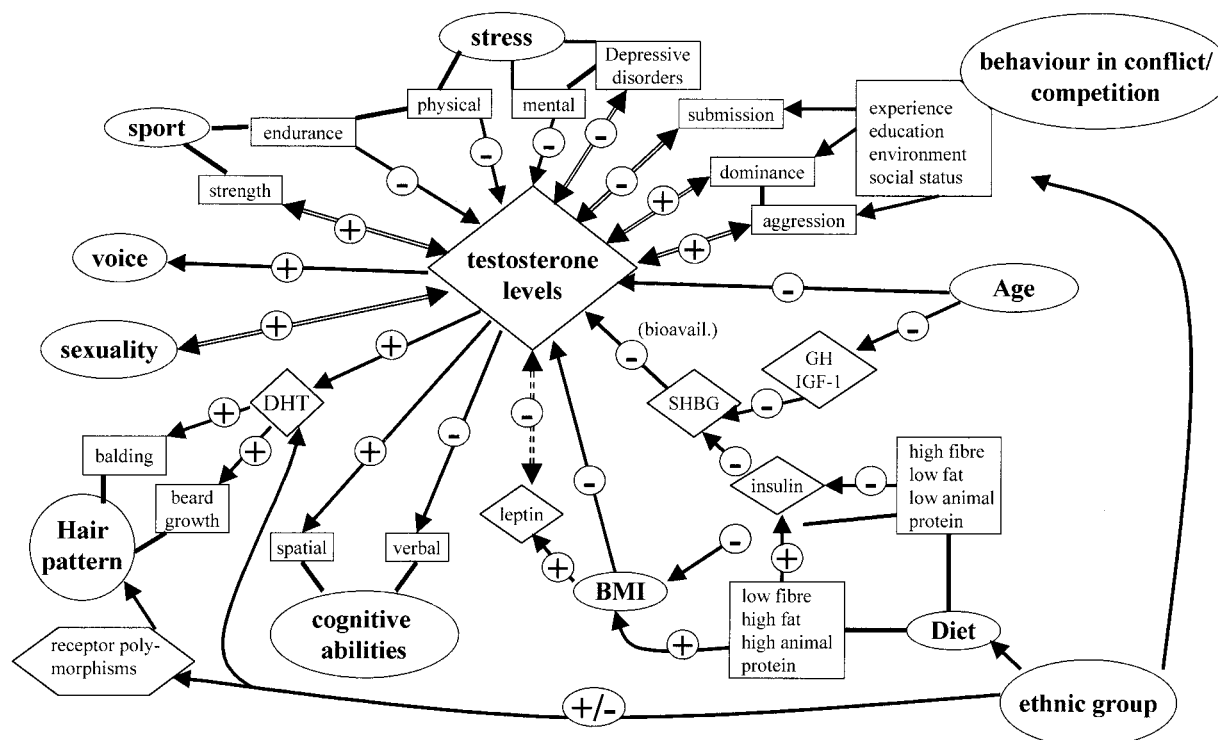 stress
Depressive
disorders
behaviour in conflict/
competition
physical
mental
experience
education
environment
social status
submission
sport
endurance
-
-
-
-
dominance
strength
-
+
aggression
+
+
voice
+
testosterone
levels
-
Age
sexuality
+
(bioavail.)
-
+
-
GH
IGF-1
DHT
SHBG
-
+
-
balding
+
+
-
-
high fibre
low fat
low animal
protein
beard
growth
insulin
-
-
leptin
Hair
pattern
spatial
verbal
-
+
+
BMI
low fibre
high fat
high animal
protein
cognitive
abilities
+
Diet
receptor poly-
morphisms
+/-
ethnic group